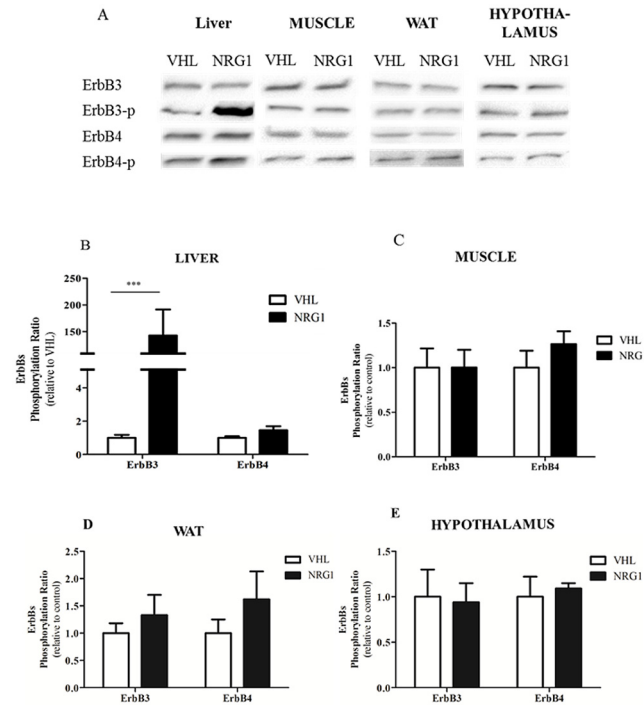 A
Liver MUSCLE WAT HYPOTHA-
LAMUS
VHL NRG1 VHL NRG1 VHL NRG1 VHL NRG1
ErbB3
ErbB3-p
ErbB4
ErbB4-p
B
LIVER
***
VHL
NRG1
ErbBs
Phosphorylation Ratio
(relative to VHL)
250
150
4
2
0
ErbB3 ErbB4
C
MUSCLE
VHL
NRG
ErbBs
Phosphorylation Ratio
(relative to control)
1.5
1.0
0.5
0.0
ErbB3 ErbB4
D
WAT
VHL
NRG1
ErbBs
Phosphorylation Ratio
(relative to control)
2.5
2.0
1.5
1.0
0.5
0.0
ErbB3 ErbB4
E
HYPOTHALAMUS
VHL
NRG1
ErbBs
Phosphorylation Ratio
(relative to control)
1.5
1.0
0.5
0.0
ErbB3 ErbB4